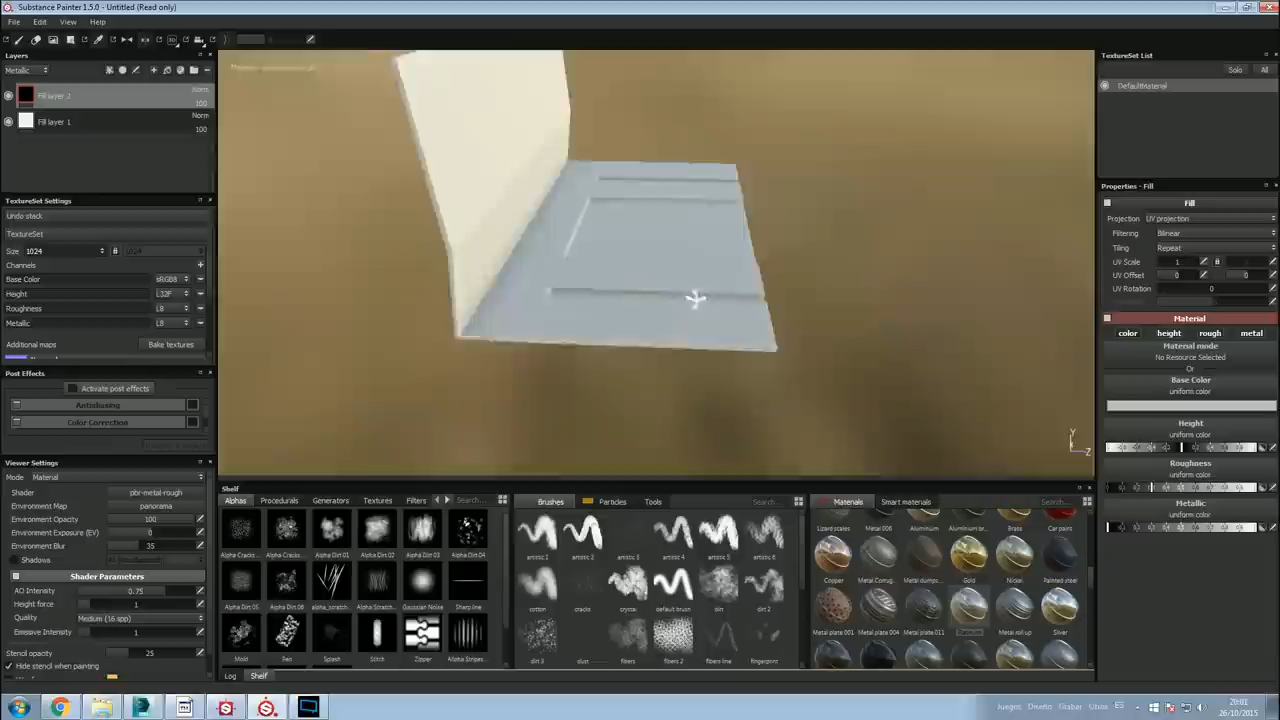 Substance Painter 1.5.0 - Untitled (Read only)
File Edit View Help
Layers
Metallic
Fill layer 2 Norm 100
Fill layer 1 Norm 100
TextureSet Settings
Undo stack
TextureSet
Size 1024 1024
Channels
Base Color sRGB8
Height L32F
Roughness L8
Metallic L8
Additional maps Bake textures
Post Effects
Activate post effects
Antialiasing
Color Correction
Viewer Settings
Mode Material
Shader pbr-metal-rough
Environment Map panorama
Environment Opacity 100
Environment Exposure (EV) 0
Environment Blur 35
Shadows
Shader Parameters
AO Intensity 0.75
Height force 1
Quality Medium (16 spp)
Emissive Intensity 1
Stencil opacity 25
Hide stencil when painting
Y
Z
Shelf
Alphas Procedurals Generators Textures Filters Search...
Alpha Cracks... Alpha Cracks... Alpha Dirt 01 Alpha Dirt 02 Alpha Dirt 03 Alpha Dirt 04
Alpha Dirt 05 Alpha Dirt 06 alpha_scratch... Alpha Scratch... Gaussian Noise Sharp line
Mold Pen Splash Stitch Zipper Alpha Stripes...
Log Shelf
Brushes Particles Tools Search...
artistic 1 artistic 2 artistic 3 artistic 4 artistic 5 artistic 6
cotton cracks crystal default brush dirt dirt 2
dirt 3 dust fibers fibers 2 fibers line fingerprint
Materials Smart materials Search...
Lizard scales Metal 006 Aluminium Aluminium br... Brass Car paint
Copper Metal Corrug... Metal dumps... Gold Nickel Painted steel
Metal plate 001 Metal plate 004 Metal plate 011 Metal roll up Silver
TextureSet List
Solo All
DefaultMaterial
Properties - Fill
Fill
Projection UV projection
Filtering Bilinear
Tiling Repeat
UV Scale 1
UV Offset 0 0
UV Rotation 0
Material
color height rough metal
Material mode
No Resource Selected
Or
Base Color
uniform color
Height
uniform color
Roughness
uniform color
Metallic
uniform color
Juegos Diseño Grabar Otros ES
20:01
26/10/2015